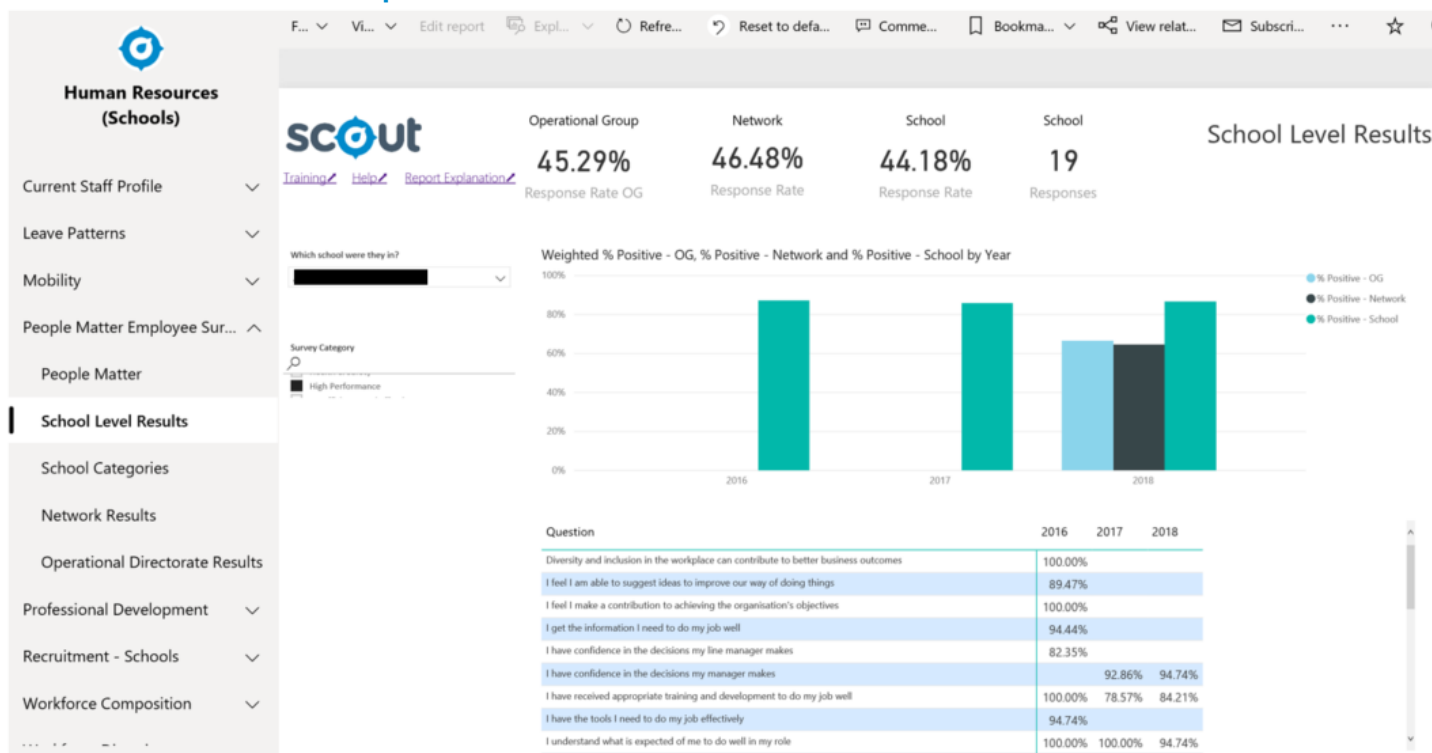 F... Vi... Edit report Expl... Refre... Reset to defa... Comme... Bookma... View relat... Subscri... ...
Human Resources
(Schools)
Current Staff Profile
Leave Patterns
Mobility
People Matter Employee Sur...
People Matter
School Level Results
School Categories
Network Results
Operational Directorate Results
Professional Development
Recruitment - Schools
Workforce Composition
scout
Training Help Report Explanation
Operational Group Network School School
45.29% 46.48% 44.18% 19
Response Rate OG Response Rate Response Rate Responses
School Level Results
Which school were they in?
Survey Category
High Performance
Weighted % Positive - OG, % Positive - Network and % Positive - School by Year
100%
80%
60%
40%
20%
0%
2016 2017 2018
% Positive - OG
% Positive - Network
% Positive - School
Question 2016 2017 2018
Diversity and inclusion in the workplace can contribute to better business outcomes 100.00%
I feel I am able to suggest ideas to improve our way of doing things 89.47%
I feel I make a contribution to achieving the organisation's objectives 100.00%
I get the information I need to do my job well 94.44%
I have confidence in the decisions my line manager makes 82.35%
I have confidence in the decisions my manager makes 92.86% 94.74%
I have received appropriate training and development to do my job well 100.00% 78.57% 84.21%
I have the tools I need to do my job effectively 94.74%
I understand what is expected of me to do well in my role 100.00% 100.00% 94.74%